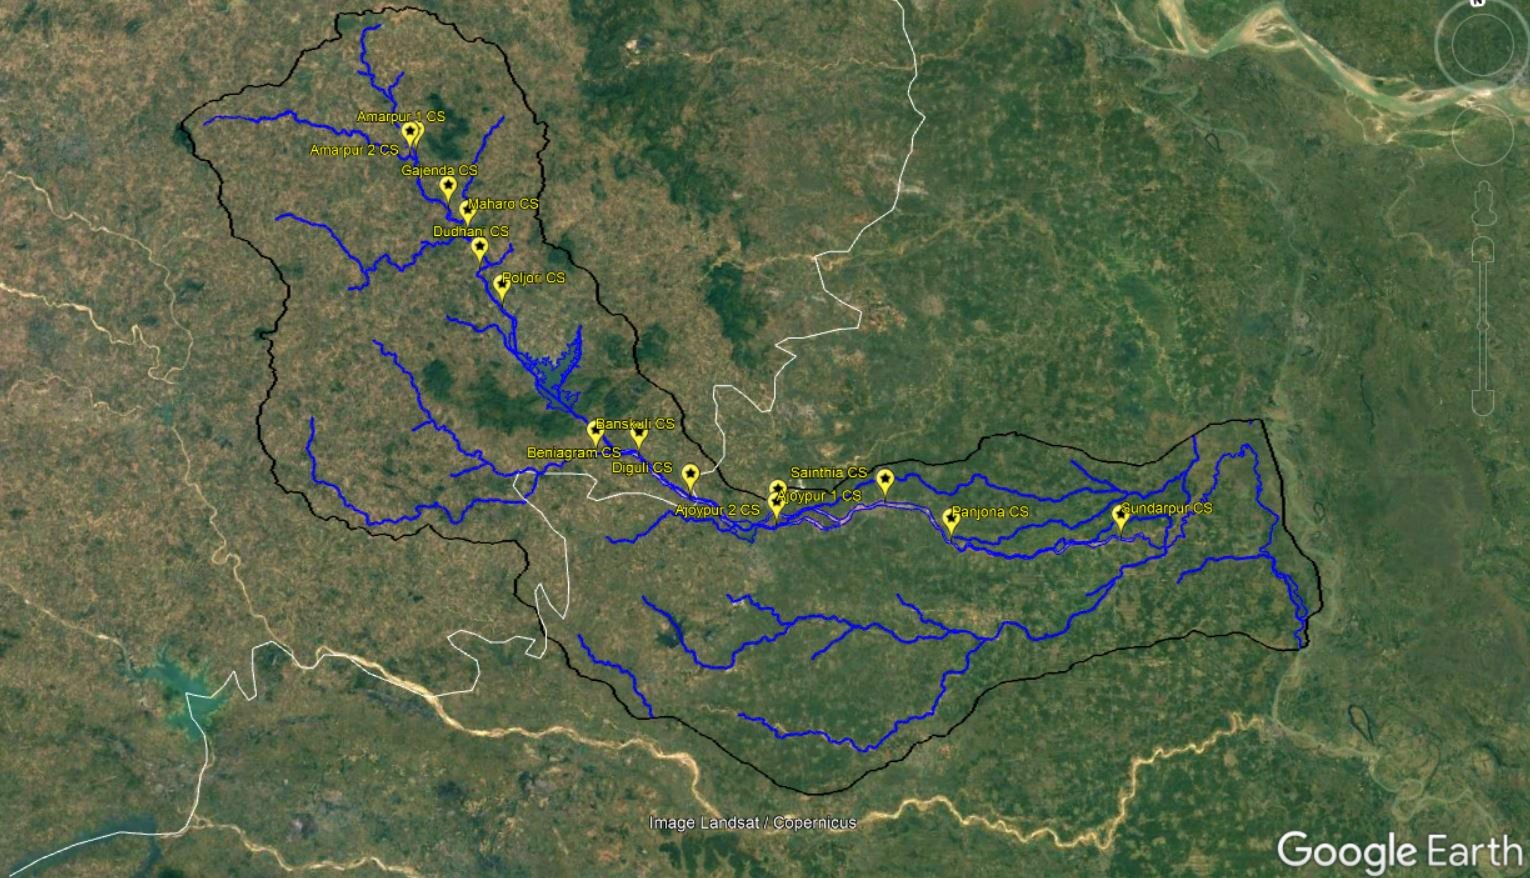 N
Amarpur 1 CS
Amarpur 2 CS
Gajenda CS
Maharo CS
Dudhani CS
Poljori CS
Banskuli CS
Beniagram CS
Diguli CS
Sainthia CS
Ajoypur 1 CS
Ajoypur 2 CS
Panjona CS
Sundarpur CS
Image Landsat / Copernicus
Google Earth